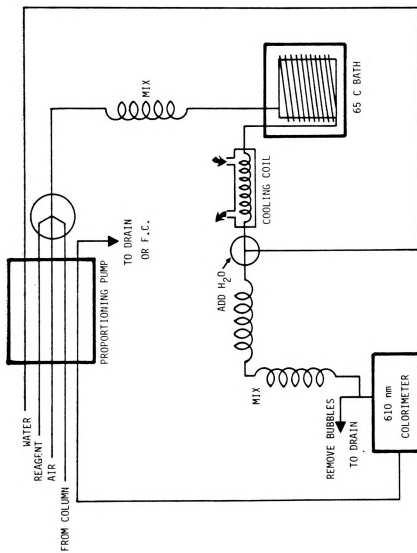 WATER
REAGENT
AIR
FROM COLUMN
PROPORTIONING PUMP
TO DRAIN
OR F.C.
MIX
65 C BATH
COOLING COIL
ADD H₂O
MIX
REMOVE BUBBLES
TO DRAIN
610 nm
COLORIMETER